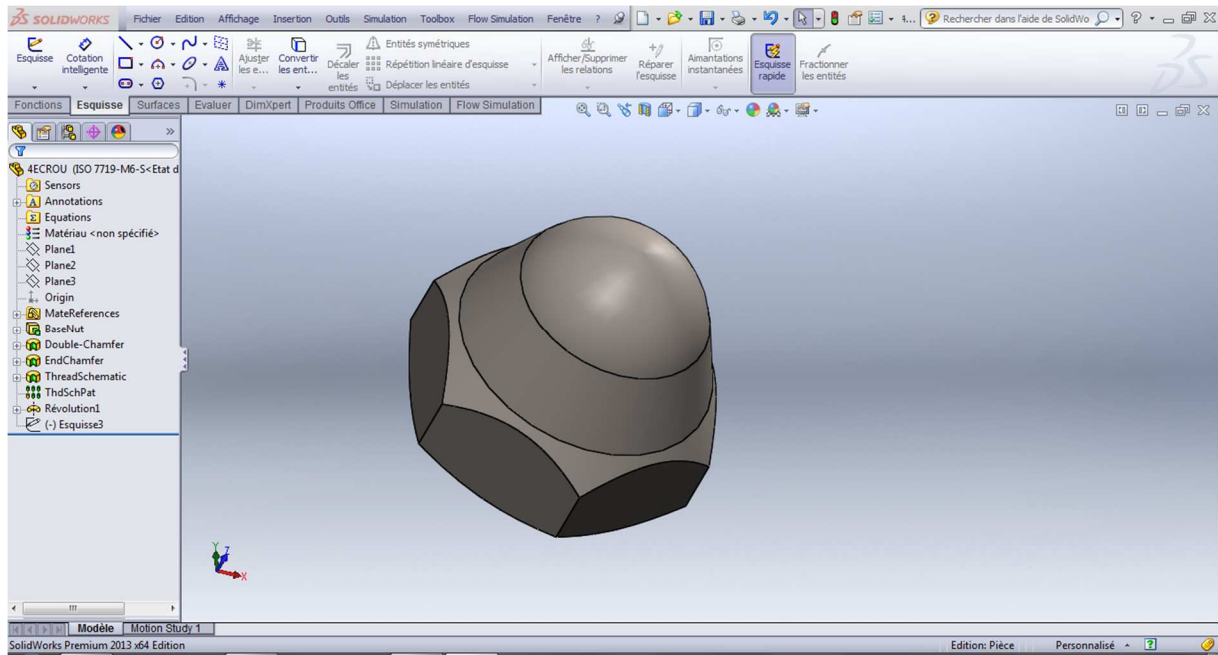 SOLIDWORKS Fichier Edition Affichage Insertion Outils Simulation Toolbox Flow Simulation Fenêtre ? Rechercher dans l'aide de SolidWo ?
Esquisse
Cotation intelligente
Ajuster les e...
Convertir les ent...
Décaler les entités
Entités symétriques
Répétition linéaire d'esquisse
Déplacer les entités
Afficher/Supprimer les relations
Réparer l'esquisse
Aimantations instantanées
Esquisse rapide
Fractionner les entités
Fonctions Esquisse Surfaces Evaluer DimXpert Produits Office Simulation Flow Simulation
4ECROU (ISO 7719-M6-S<Etat d
Sensors
Annotations
Equations
Matériau <non spécifié>
Plane1
Plane2
Plane3
Origin
MateReferences
BaseNut
Double-Chamfer
EndChamfer
ThreadSchematic
ThdSchPat
Révolution1
(-) Esquisse3
Y Z
X
Modèle Motion Study 1
SolidWorks Premium 2013 x64 Edition Edition: Pièce Personnalisé